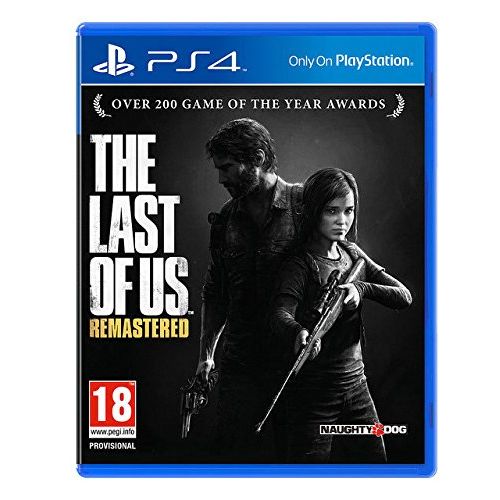 PS4
Only On PlayStation®
OVER 200 GAME OF THE YEAR AWARDS
THE
LAST
OF US™
REMASTERED
18
www.pegi.info
PROVISIONAL
NAUGHTY DOG